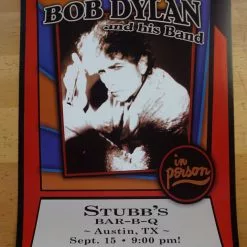 BOB DYLAN
and his Band
in person
STUBB'S
BAR-B-Q
~ Austin, TX ~
Sept. 15 • 9:00 pm!